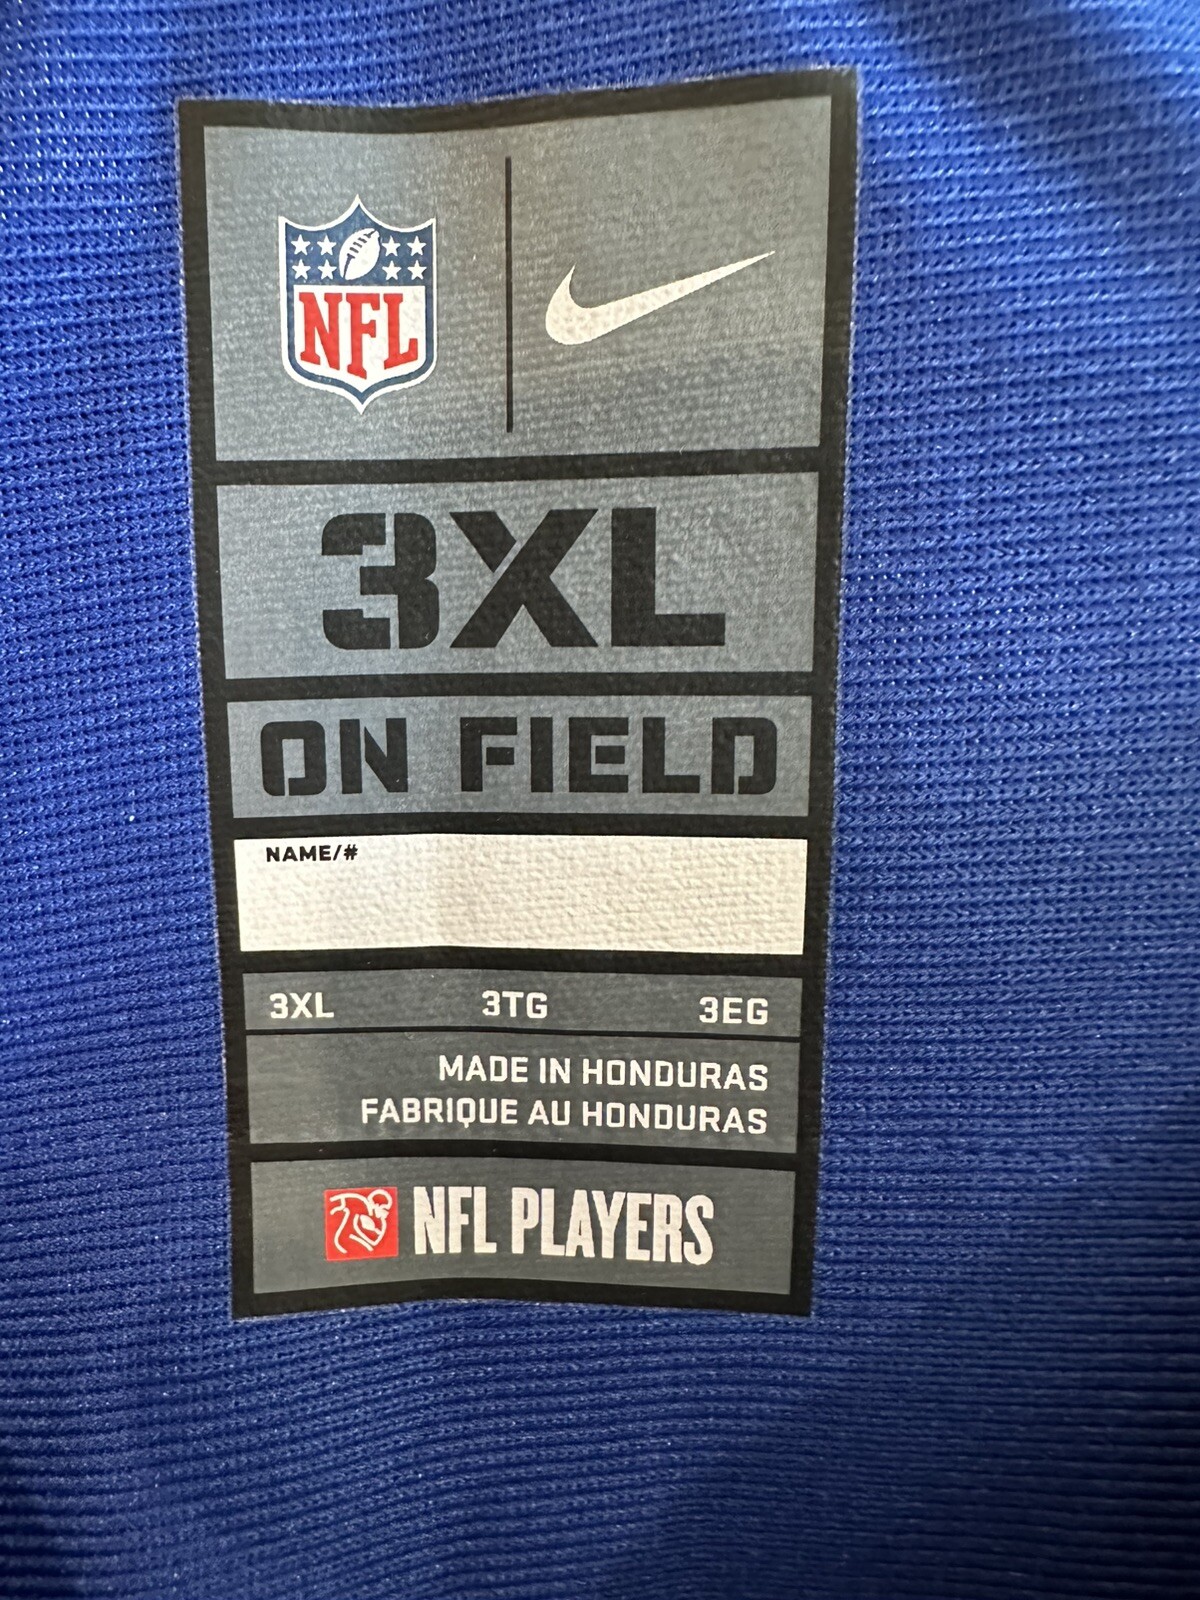 NFL
3XL
ON FIELD
NAME/#
3XL 3TG 3EG
MADE IN HONDURAS
FABRIQUE AU HONDURAS
NFL PLAYERS